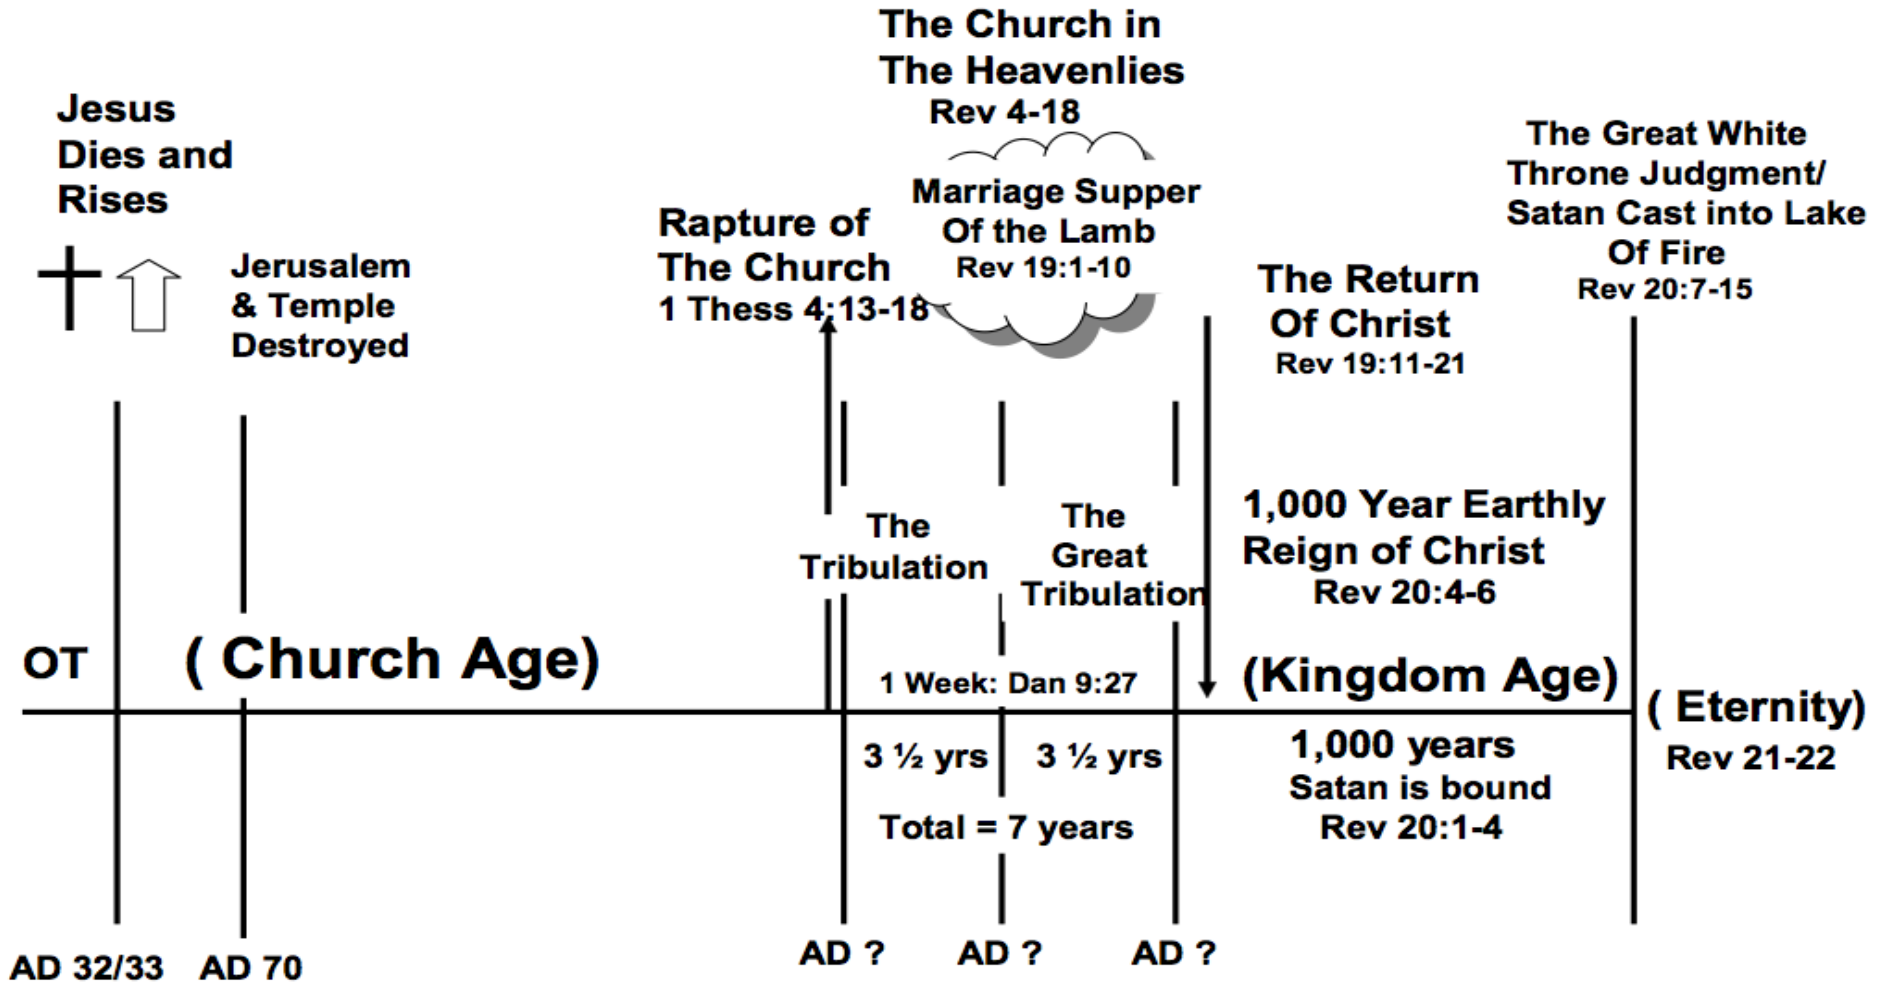 The Church in
The Heavenlies
Rev 4-18
Jesus
Dies and
Rises
Jerusalem
& Temple
Destroyed
Rapture of
The Church
1 Thess 4:13-18
Marriage Supper
Of the Lamb
Rev 19:1-10
The Return
Of Christ
Rev 19:11-21
The Great White
Throne Judgment/
Satan Cast into Lake
Of Fire
Rev 20:7-15
The
Tribulation
The
Great
Tribulation
1,000 Year Earthly
Reign of Christ
Rev 20:4-6
OT
( Church Age)
1 Week: Dan 9:27
(Kingdom Age)
( Eternity)
Rev 21-22
3 ½ yrs
3 ½ yrs
Total = 7 years
1,000 years
Satan is bound
Rev 20:1-4
AD 32/33
AD 70
AD ?
AD ?
AD ?